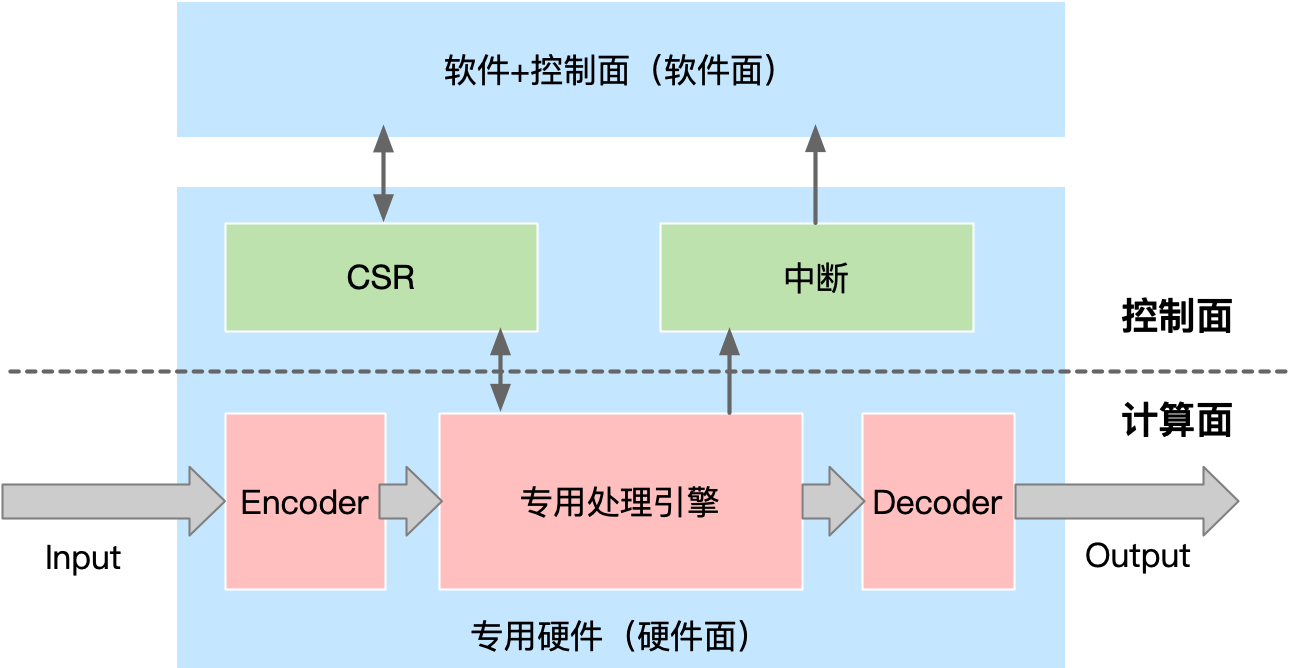 软件+控制面（软件面）
CSR
中断
控制面
计算面
Encoder
专用处理引擎
Decoder
Input
Output
专用硬件（硬件面）